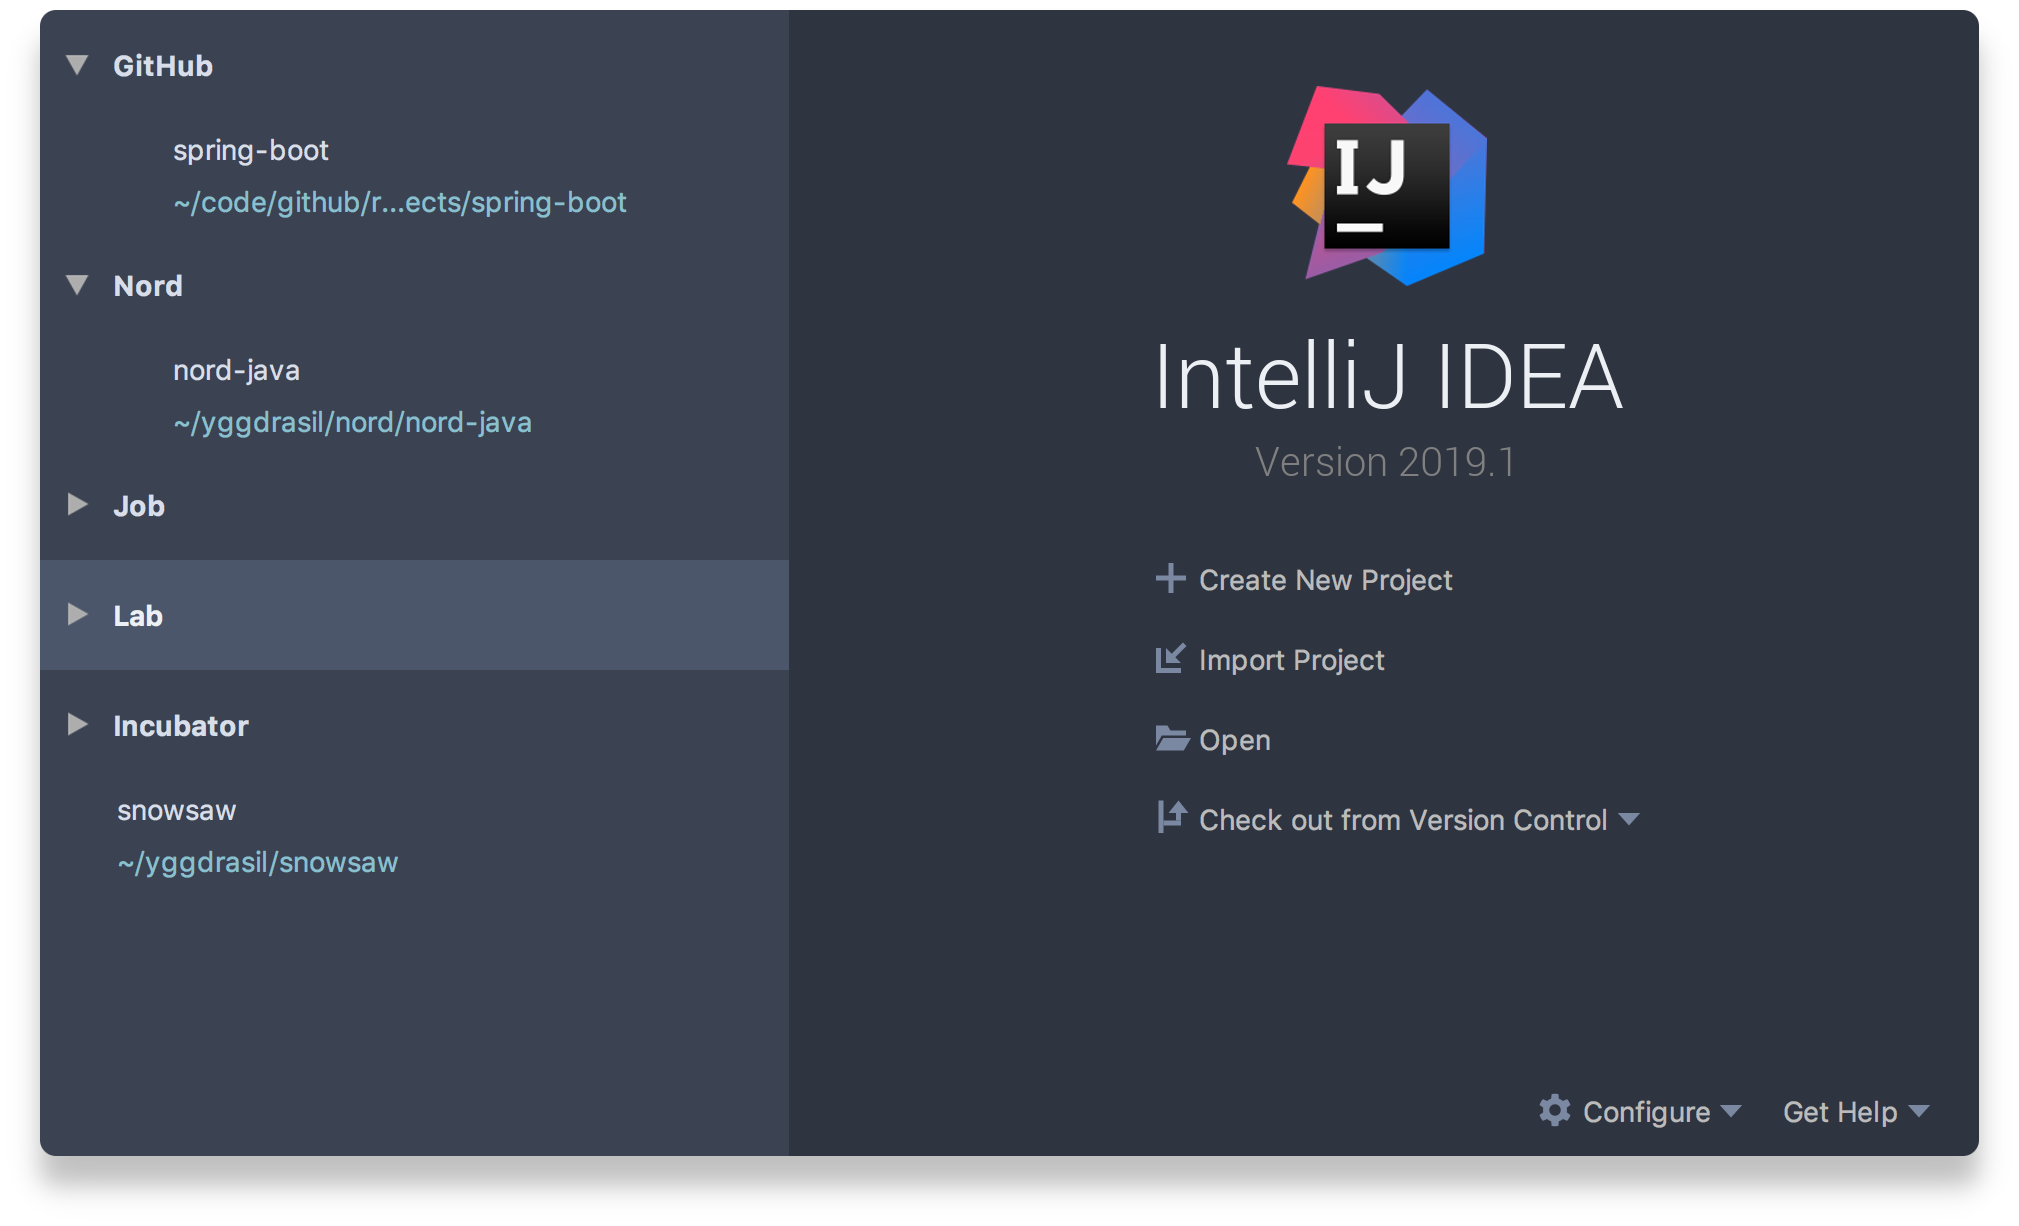 GitHub
spring-boot
~/code/github/r...ects/spring-boot
Nord
nord-java
~/yggdrasil/nord/nord-java
Job
Lab
Incubator
snowsaw
~/yggdrasil/snowsaw
IJ
IntelliJ IDEA
Version 2019.1
Create New Project
Import Project
Open
Check out from Version Control
Configure
Get Help